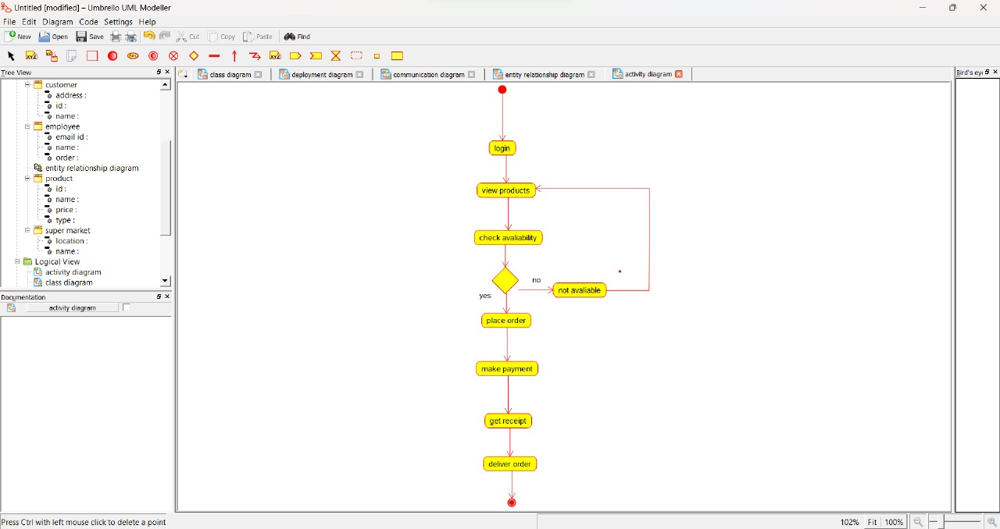 Untitled [modified] – Umbrello UML Modeller
File Edit Diagram Code Settings Help
New Open Save Cut Copy Paste Find
XYZ ABC XYZ
Tree View
class diagram deployment diagram communication diagram entity relationship diagram activity diagram
Bird's eye
customer
address :
id :
name :
employee
email id :
name :
order :
entity relationship diagram
product
id :
name :
price :
type :
super market
location :
name :
Logical View
activity diagram
class diagram
Documentation
activity diagram
login
view products
check avaliability
no
not avaliable
yes
place order
make payment
get receipt
deliver order
Press Ctrl with left mouse click to delete a point
102% Fit 100%